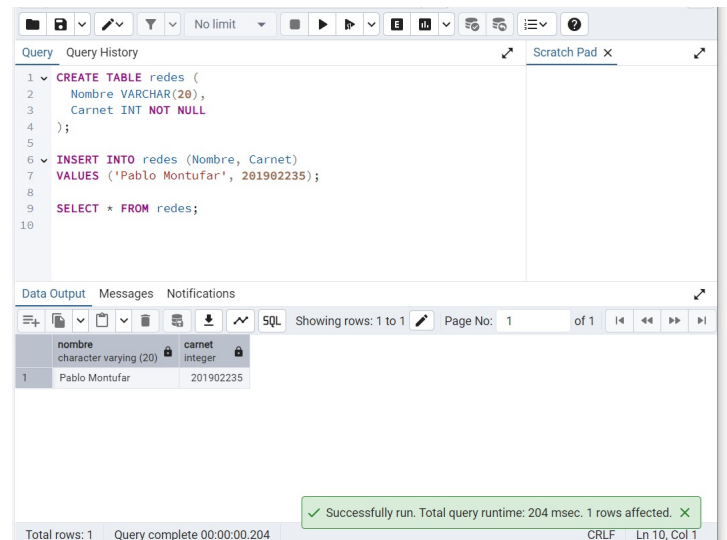 No limit
E
Query Query History
Scratch Pad
1 CREATE TABLE redes (
2 Nombre VARCHAR(20),
3 Carnet INT NOT NULL
4 );
5
6 INSERT INTO redes (Nombre, Carnet)
7 VALUES ('Pablo Montufar', 201902235);
8
9 SELECT * FROM redes;
10
Data Output Messages Notifications
SQL Showing rows: 1 to 1 Page No: 1 of 1
nombre carnet
character varying (20) integer
1 Pablo Montufar 201902235
Successfully run. Total query runtime: 204 msec. 1 rows affected.
Total rows: 1 Query complete 00:00:00.204 CRLF Ln 10, Col 1